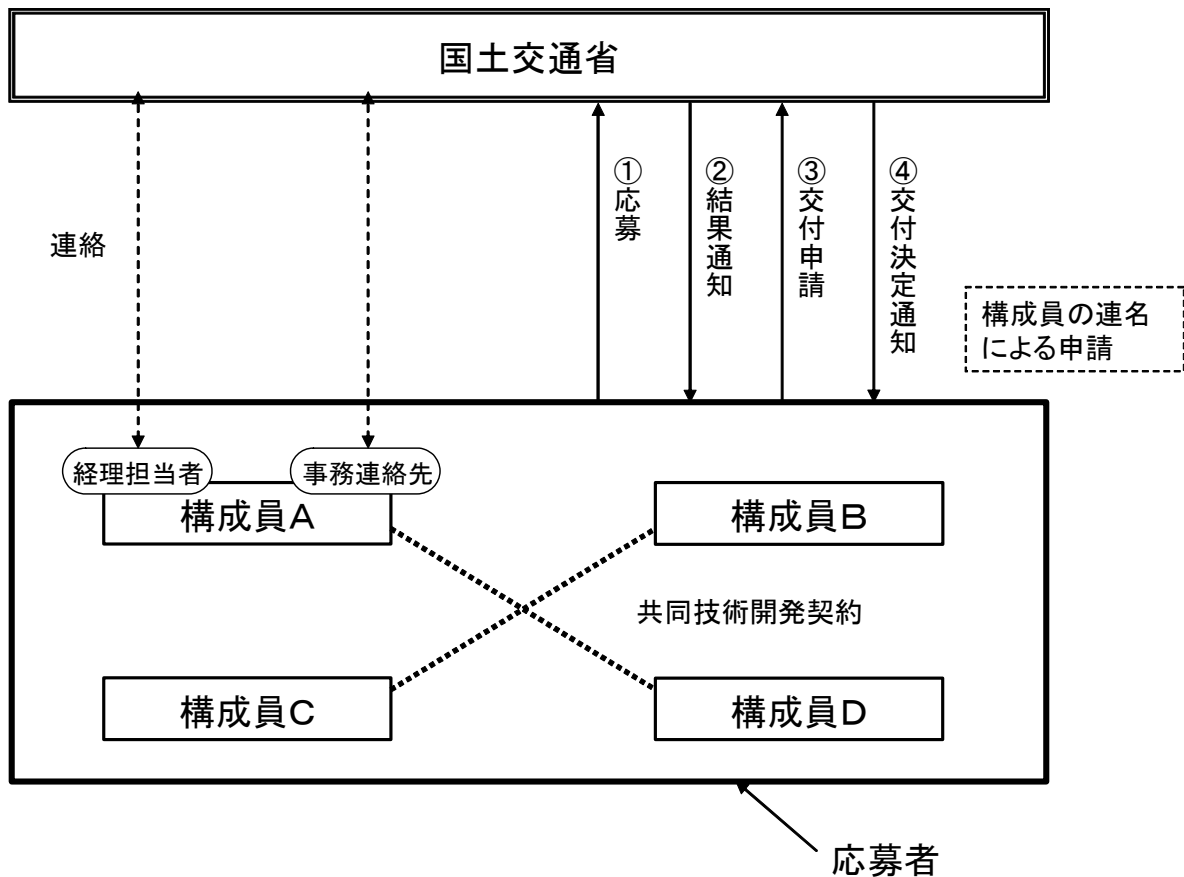 国土交通省
連絡
①応募
②結果通知
③交付申請
④交付決定通知
構成員の連名
による申請
経理担当者
事務連絡先
構成員A
構成員B
共同技術開発契約
構成員C
構成員D
応募者